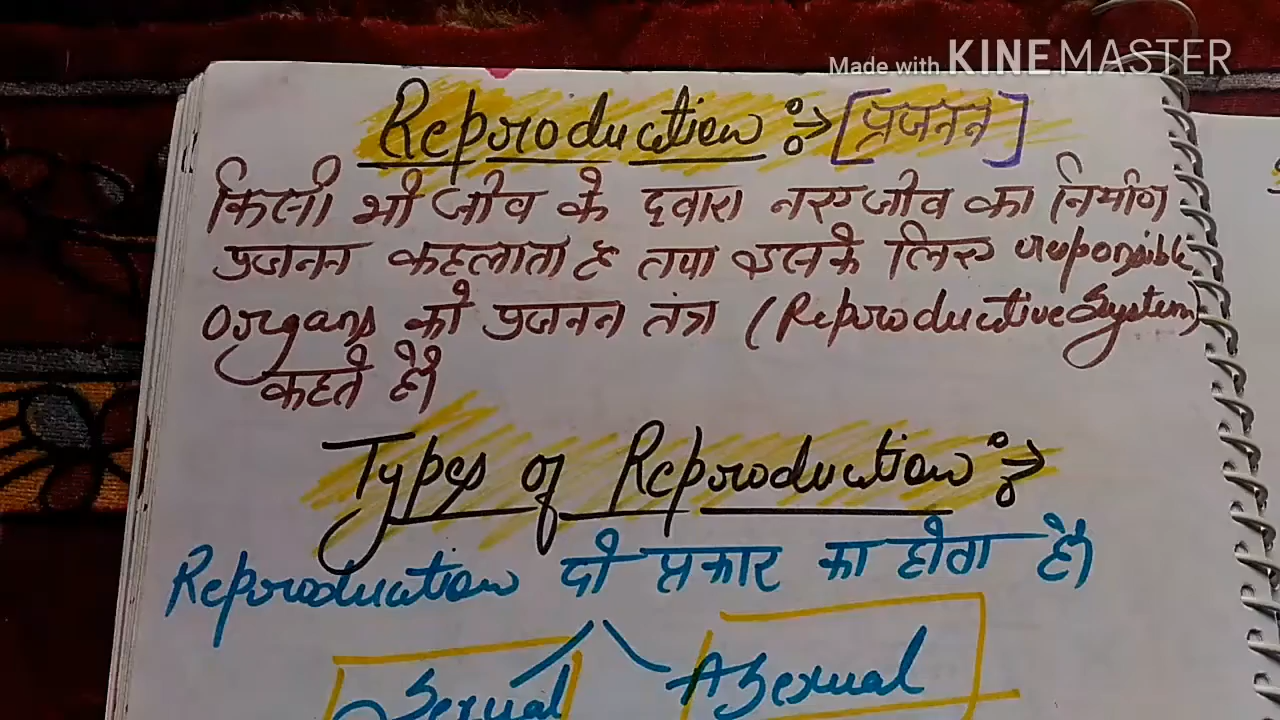 Made with KINEMASTER
Reproduction :→ [प्रजनन]
किसी भी जीव के द्वारा नए जीव का निर्माण
प्रजनन कहलाता है तथा इसके लिए responsible
Organs को प्रजनन तंत्र (Reproductive System)
कहते है।
Types of Reproduction :→
Reproduction दो प्रकार का होता है।
Sexual Asexual